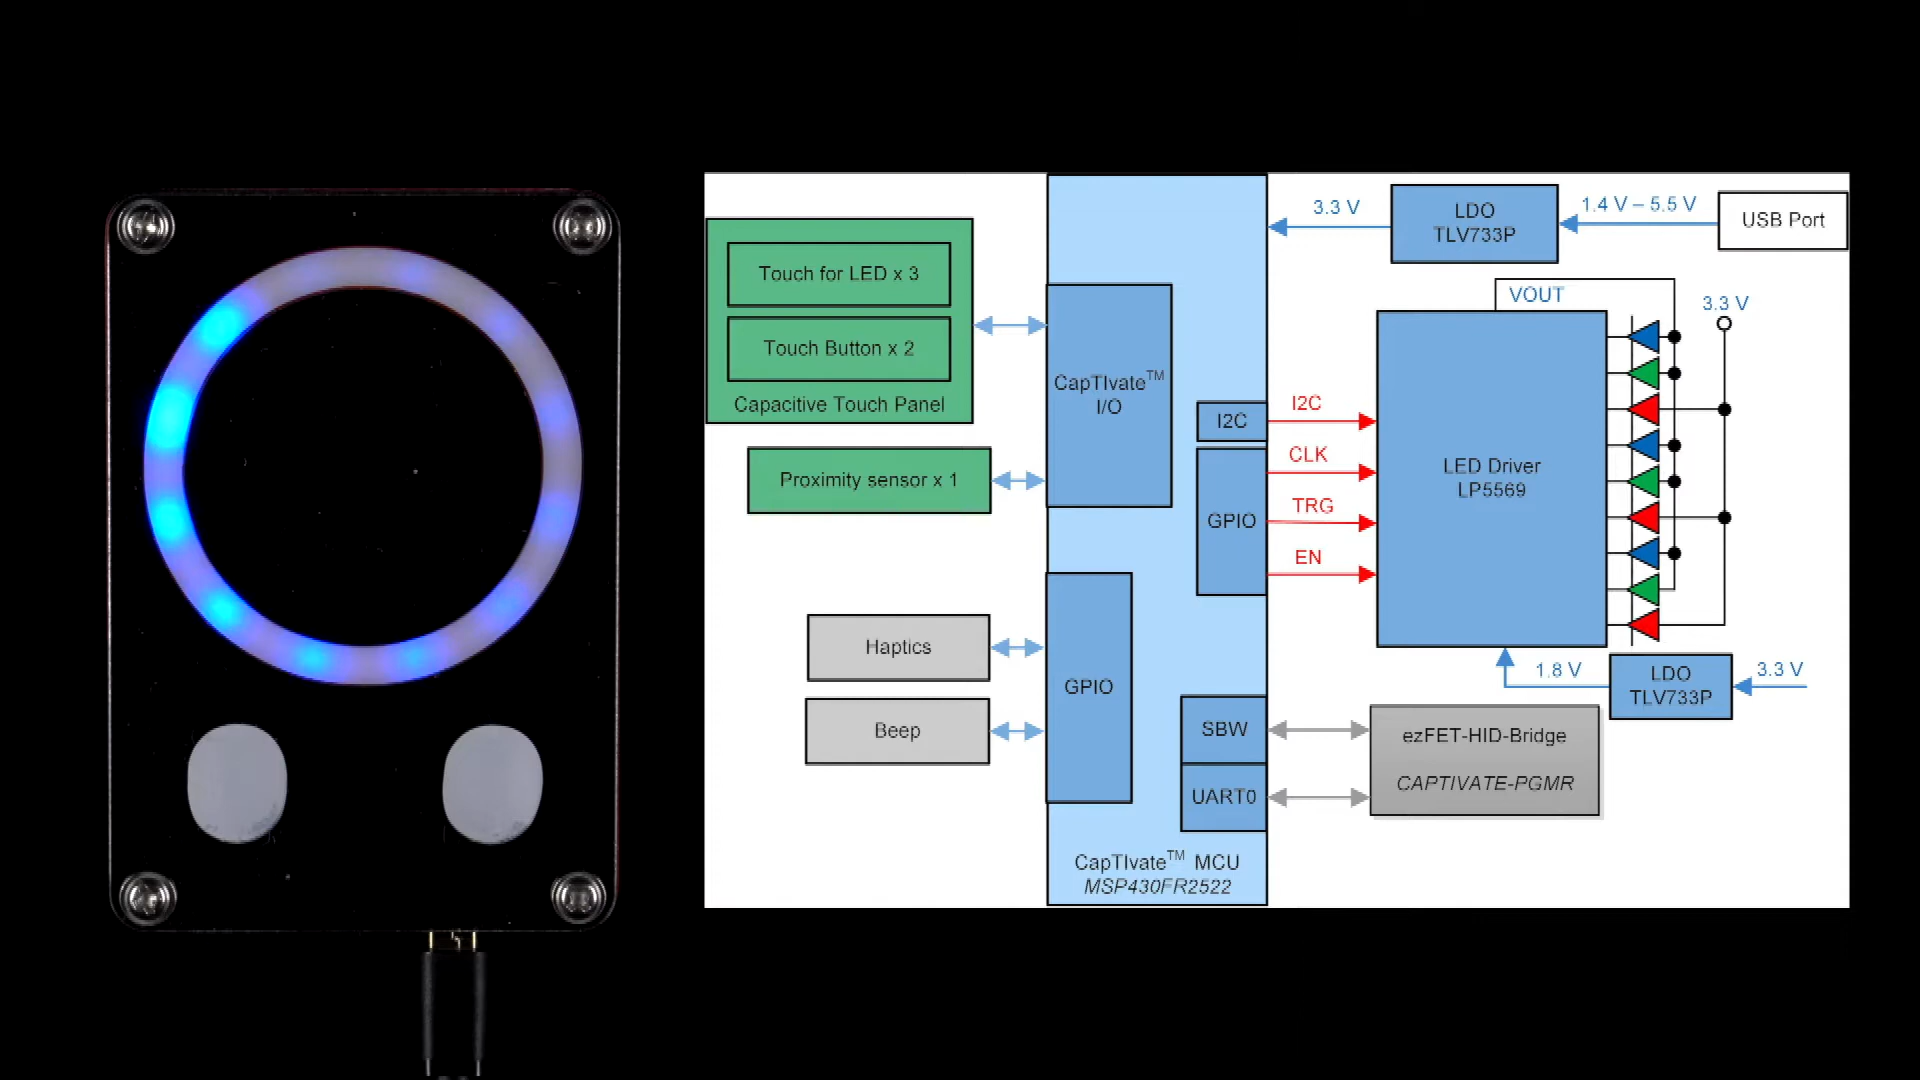 Touch for LED x 3
Touch Button x 2
Capacitive Touch Panel
Proximity sensor x 1
Haptics
Beep
CapTIvate™
I/O
GPIO
I2C
GPIO
SBW
UART0
CapTIvate™ MCU
MSP430FR2522
3.3 V
LDO
TLV733P
1.4 V – 5.5 V
USB Port
I2C
CLK
TRG
EN
VOUT
3.3 V
LED Driver
LP5569
1.8 V
LDO
TLV733P
3.3 V
ezFET-HID-Bridge
CAPTIVATE-PGMR